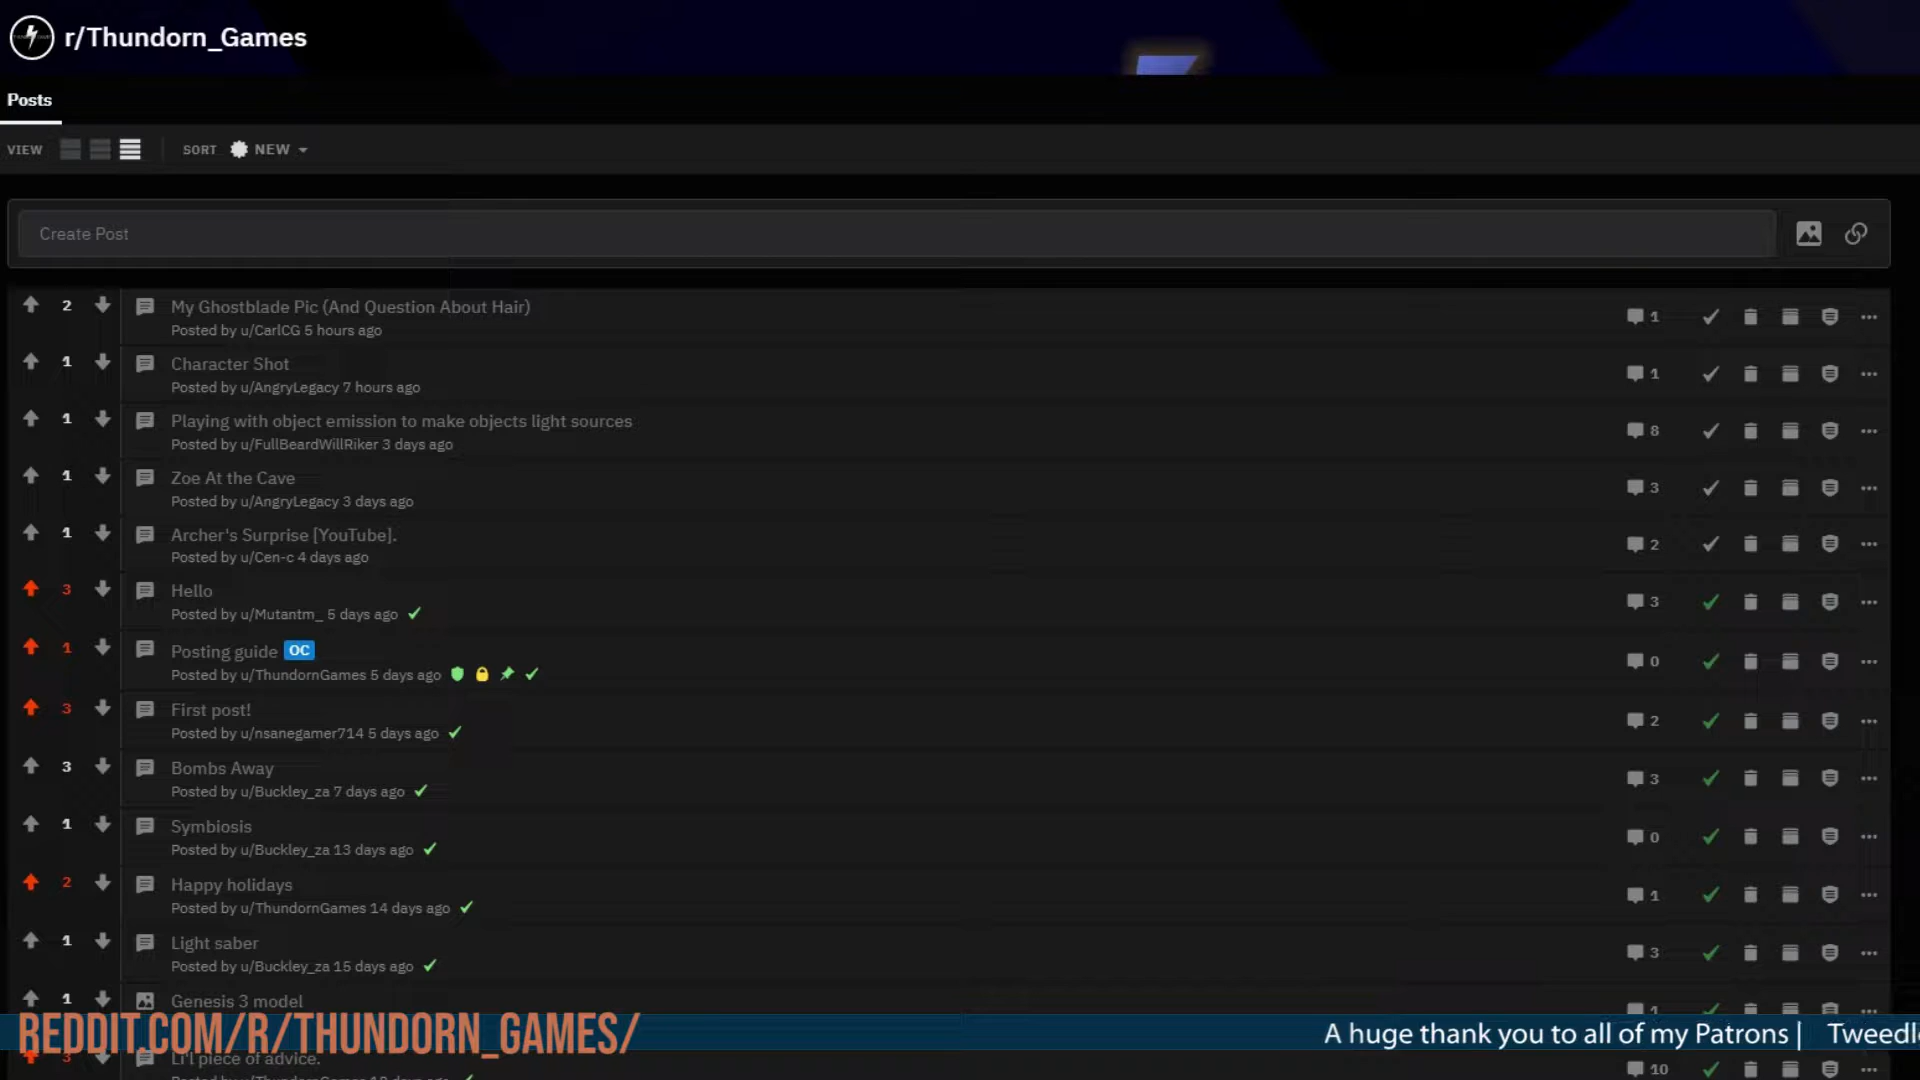 r/Thundorn_Games
Posts
VIEW
SORT
NEW
Create Post
2
My Ghostblade Pic (And Question About Hair)
Posted by u/CarlCG 5 hours ago
1
1
Character Shot
Posted by u/AngryLegacy 7 hours ago
1
1
Playing with object emission to make objects light sources
Posted by u/FullBeardWillRiker 3 days ago
8
1
Zoe At the Cave
Posted by u/AngryLegacy 3 days ago
3
1
Archer's Surprise [YouTube].
Posted by u/Cen-c 4 days ago
2
3
Hello
Posted by u/Mutantm_ 5 days ago
3
1
Posting guide OC
Posted by u/ThundornGames 5 days ago
0
3
First post!
Posted by u/nsanegamer714 5 days ago
2
3
Bombs Away
Posted by u/Buckley_za 7 days ago
3
1
Symbiosis
Posted by u/Buckley_za 13 days ago
0
2
Happy holidays
Posted by u/ThundornGames 14 days ago
1
1
Light saber
Posted by u/Buckley_za 15 days ago
3
1
Genesis 3 model
1
REDDIT.COM/R/THUNDORN_GAMES/
A huge thank you to all of my Patrons | Tweedl
3
Li'l piece of advice.
10